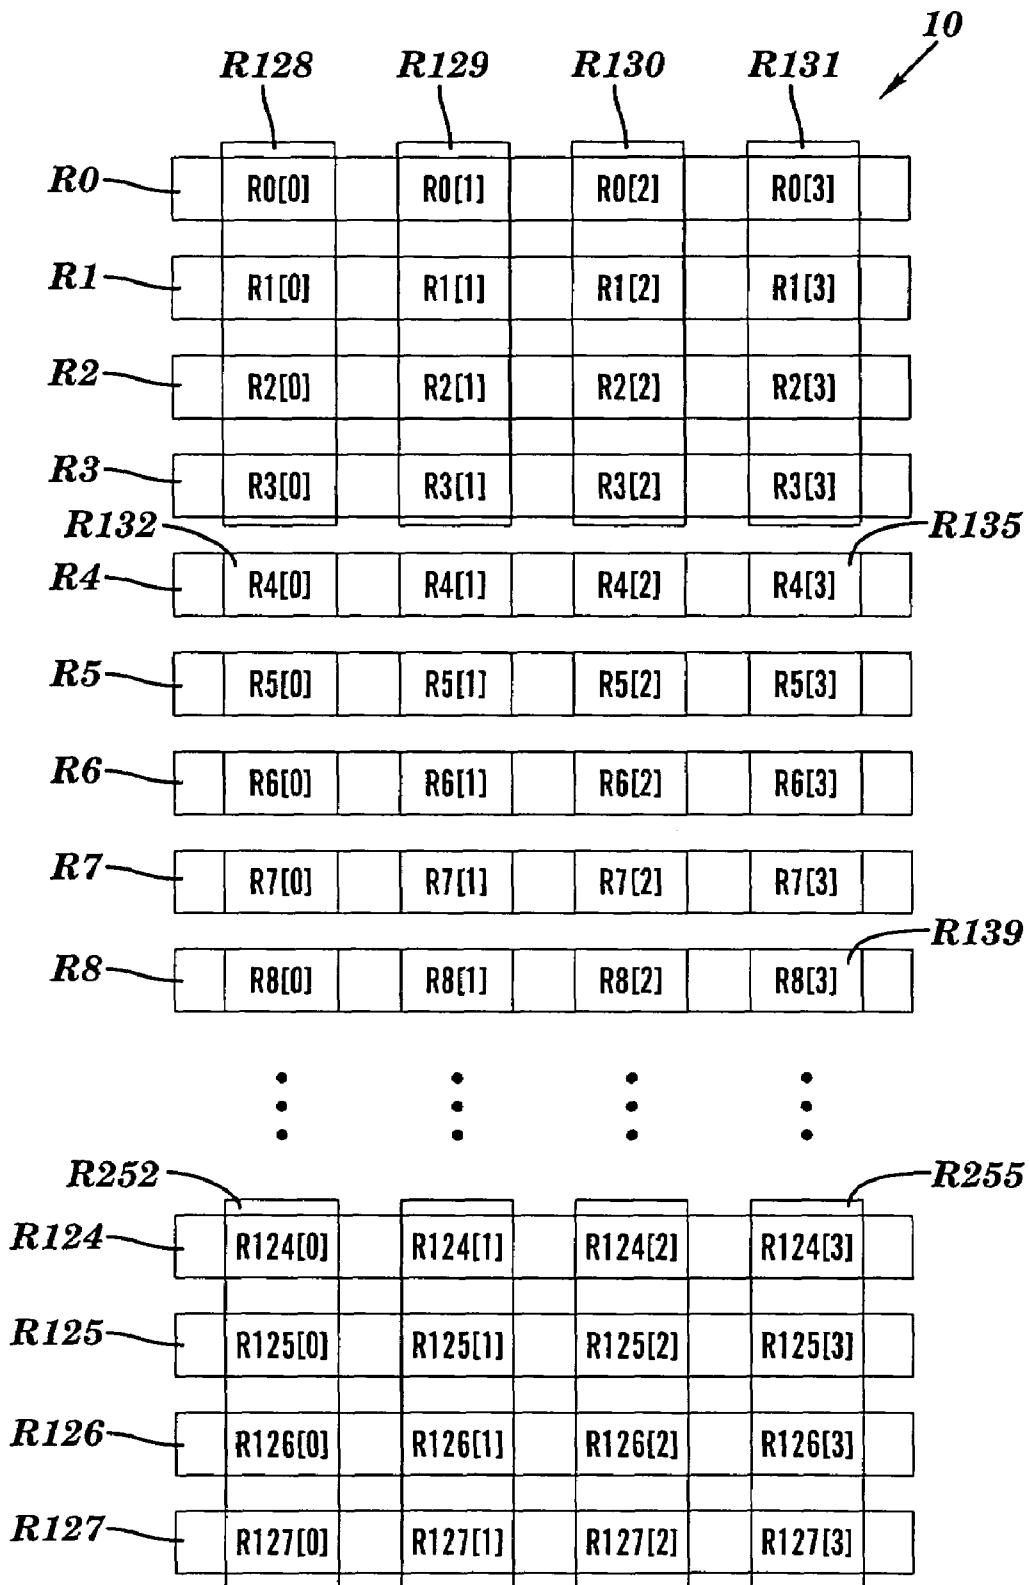 10
R128 R129 R130 R131
R0 R0[0] R0[1] R0[2] R0[3]
R1 R1[0] R1[1] R1[2] R1[3]
R2 R2[0] R2[1] R2[2] R2[3]
R3 R3[0] R3[1] R3[2] R3[3]
R132 R135
R4 R4[0] R4[1] R4[2] R4[3]
R5 R5[0] R5[1] R5[2] R5[3]
R6 R6[0] R6[1] R6[2] R6[3]
R7 R7[0] R7[1] R7[2] R7[3]
R139
R8 R8[0] R8[1] R8[2] R8[3]
R252 R255
R124 R124[0] R124[1] R124[2] R124[3]
R125 R125[0] R125[1] R125[2] R125[3]
R126 R126[0] R126[1] R126[2] R126[3]
R127 R127[0] R127[1] R127[2] R127[3]